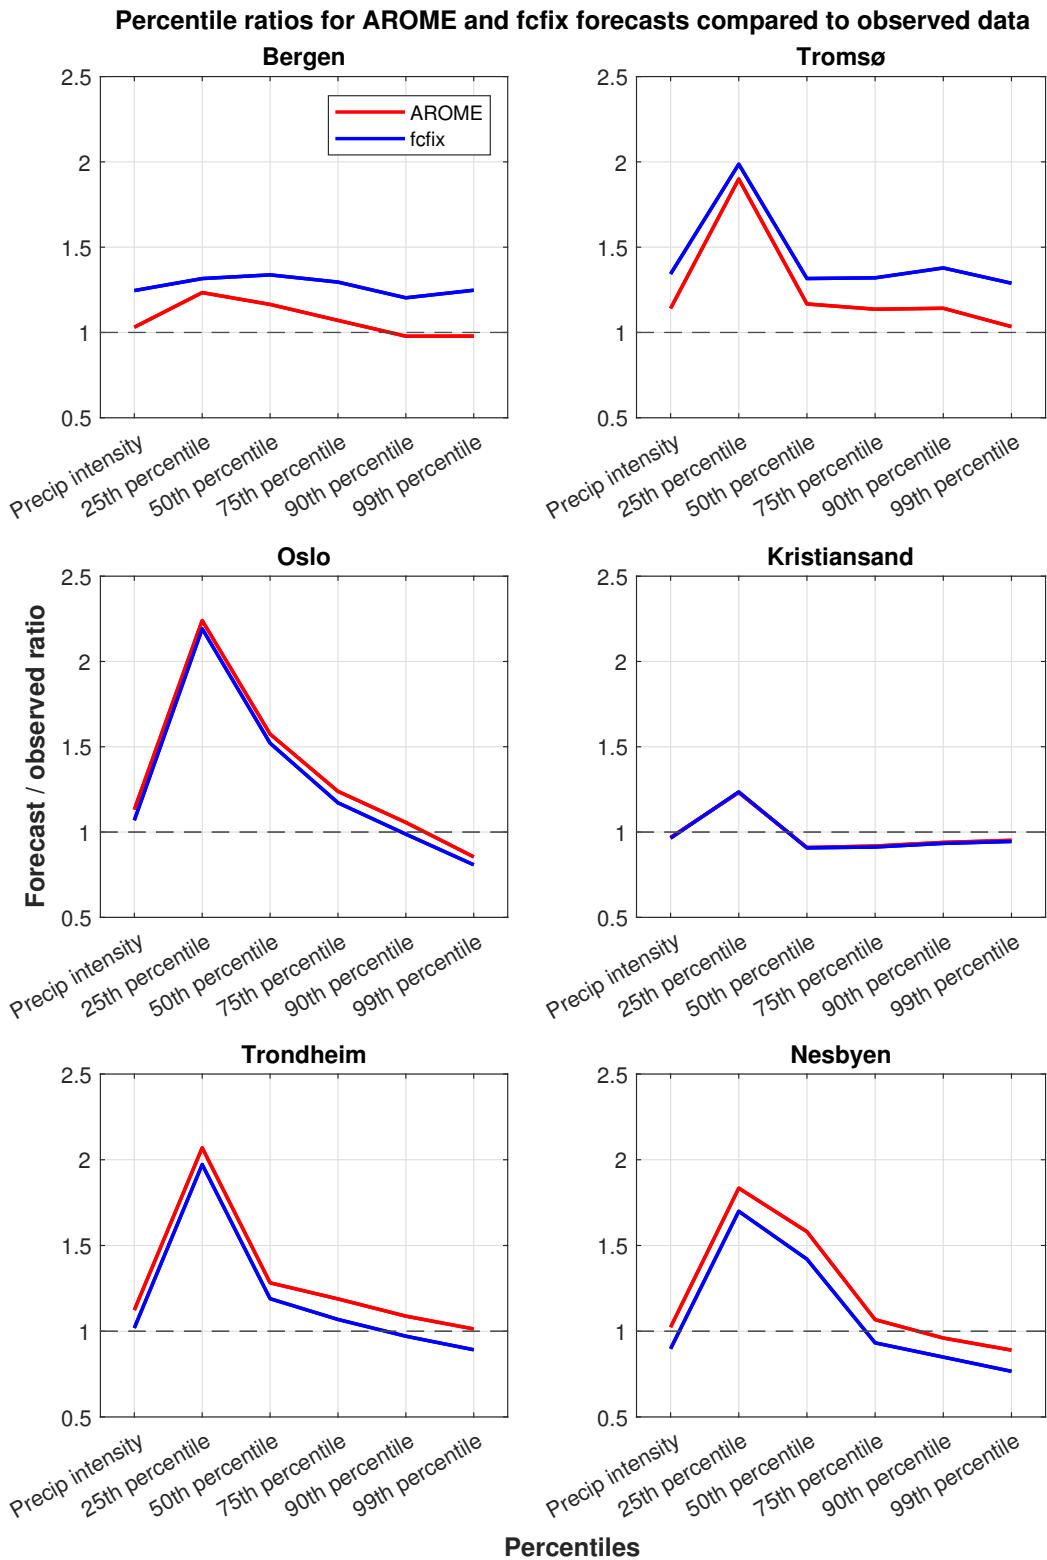 Percentile ratios for AROME and fcfix forecasts compared to observed data
Bergen
2.5
2
1.5
1
0.5
AROME
fcfix
Precip intensity
25th percentile
50th percentile
75th percentile
90th percentile
99th percentile
Tromsø
2.5
2
1.5
1
0.5
Precip intensity
25th percentile
50th percentile
75th percentile
90th percentile
99th percentile
Forecast / observed ratio
Oslo
2.5
2
1.5
1
0.5
Precip intensity
25th percentile
50th percentile
75th percentile
90th percentile
99th percentile
Kristiansand
2.5
2
1.5
1
0.5
Precip intensity
25th percentile
50th percentile
75th percentile
90th percentile
99th percentile
Trondheim
2.5
2
1.5
1
0.5
Precip intensity
25th percentile
50th percentile
75th percentile
90th percentile
99th percentile
Nesbyen
2.5
2
1.5
1
0.5
Precip intensity
25th percentile
50th percentile
75th percentile
90th percentile
99th percentile
Percentiles